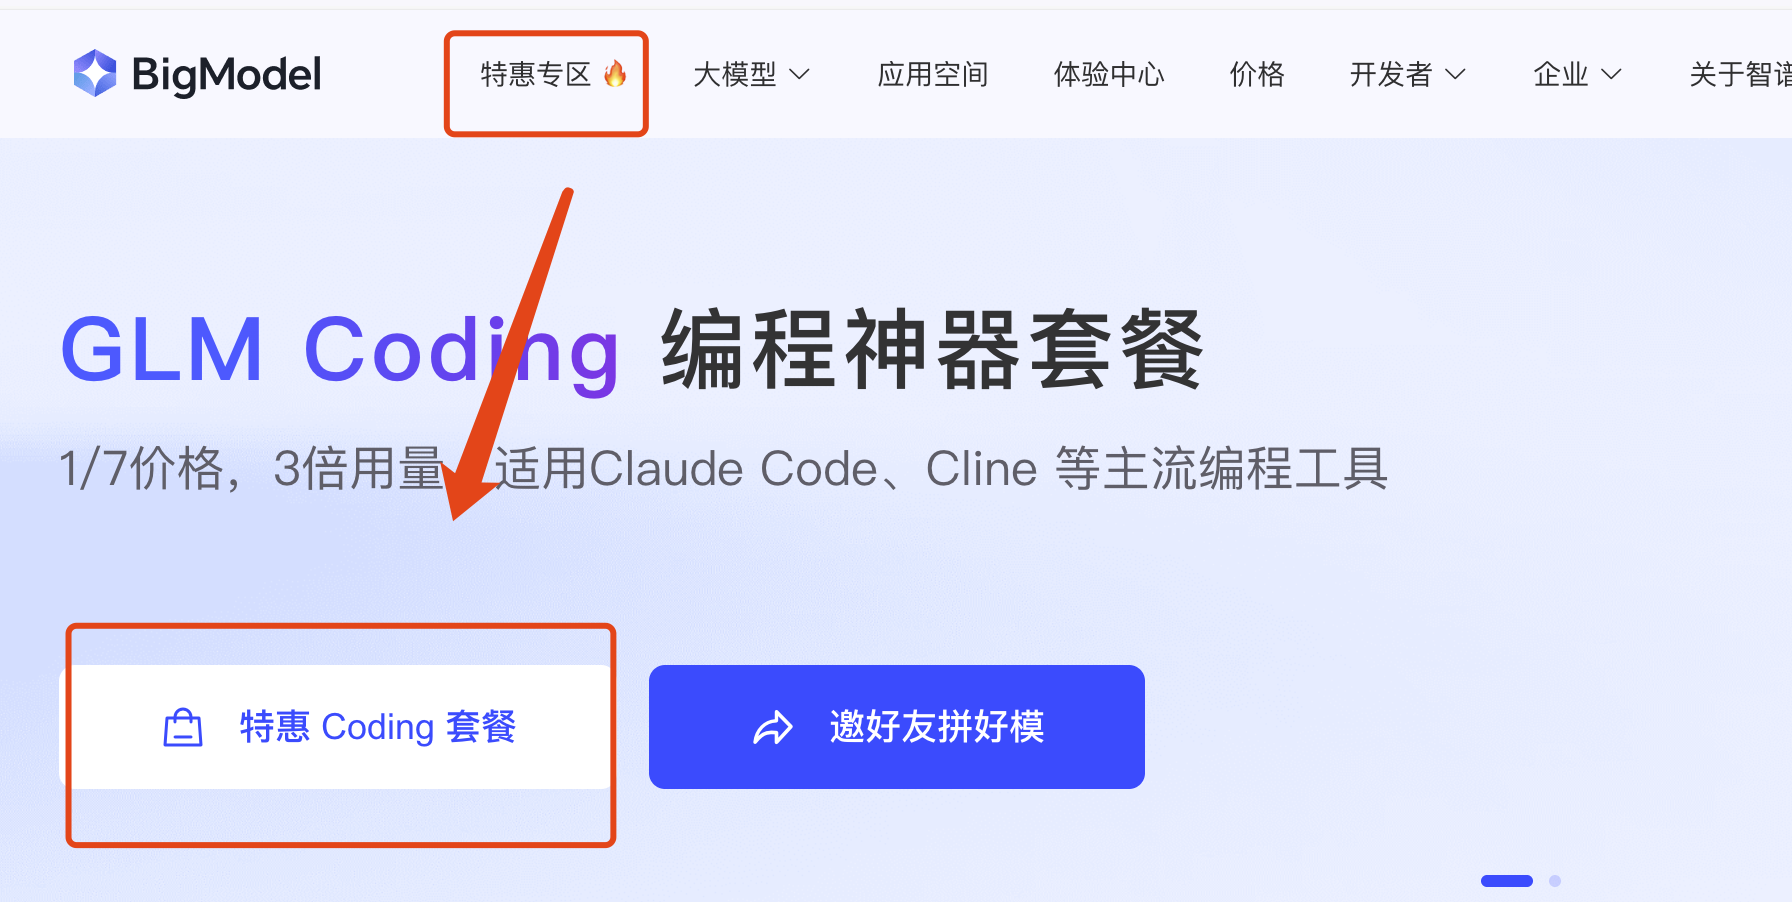 BigModel
特惠专区🔥
大模型
应用空间
体验中心
价格
开发者
企业
关于智谱
GLM Coding 编程神器套餐
1/7价格，3倍用量 适用Claude Code、Cline 等主流编程工具
特惠 Coding 套餐
邀好友拼好模